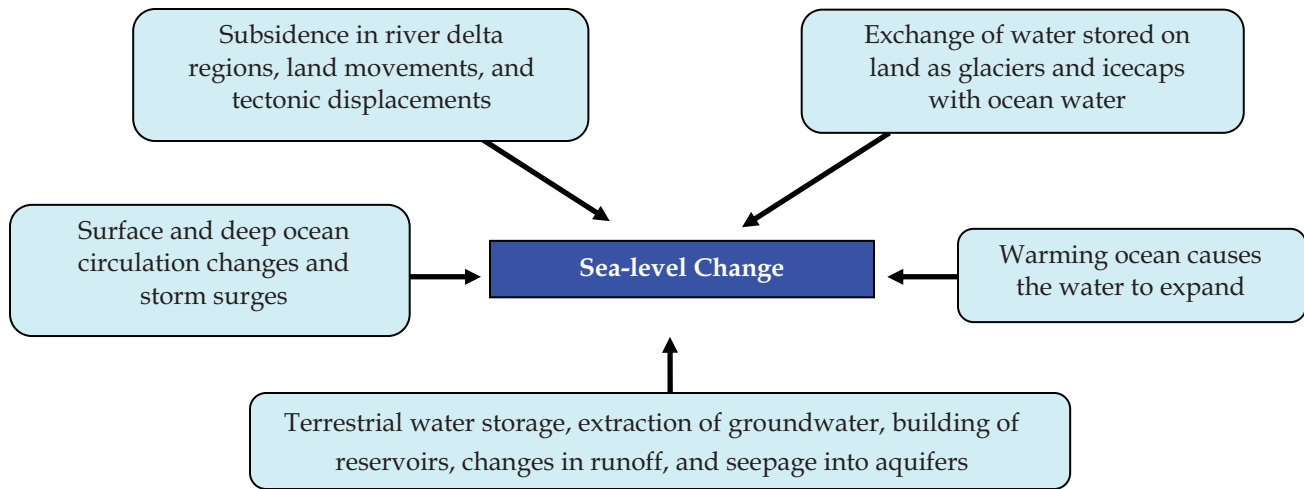 Subsidence in river delta
regions, land movements, and
tectonic displacements
Exchange of water stored on
land as glaciers and icecaps
with ocean water
Surface and deep ocean
circulation changes and
storm surges
Sea-level Change
Warming ocean causes
the water to expand
Terrestrial water storage, extraction of groundwater, building of
reservoirs, changes in runoff, and seepage into aquifers